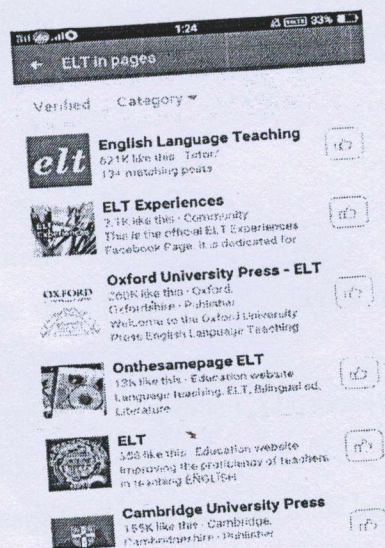 1:24
33%
← ELT in pages
Verified Category
elt
English Language Teaching
621K like this · Tutor/
13+ matching posts
ELT Experiences
like this · Community
This is the official ELT Experiences
Facebook Page. It is dedicated for
OXFORD
Oxford University Press - ELT
260K like this · Oxford,
Oxfordshire · Publisher
Welcome to the Oxford University
Press English Language Teaching
Onthesamepage ELT
13K like this · Education website
Language Teaching, ELT, Bilingual ed,
Literature
ELT
like this · Education website
Improving the proficiency of teachers
in teaching ENGLISH
Cambridge University Press
155K like this · Cambridge,
Cambridgeshire · Publisher